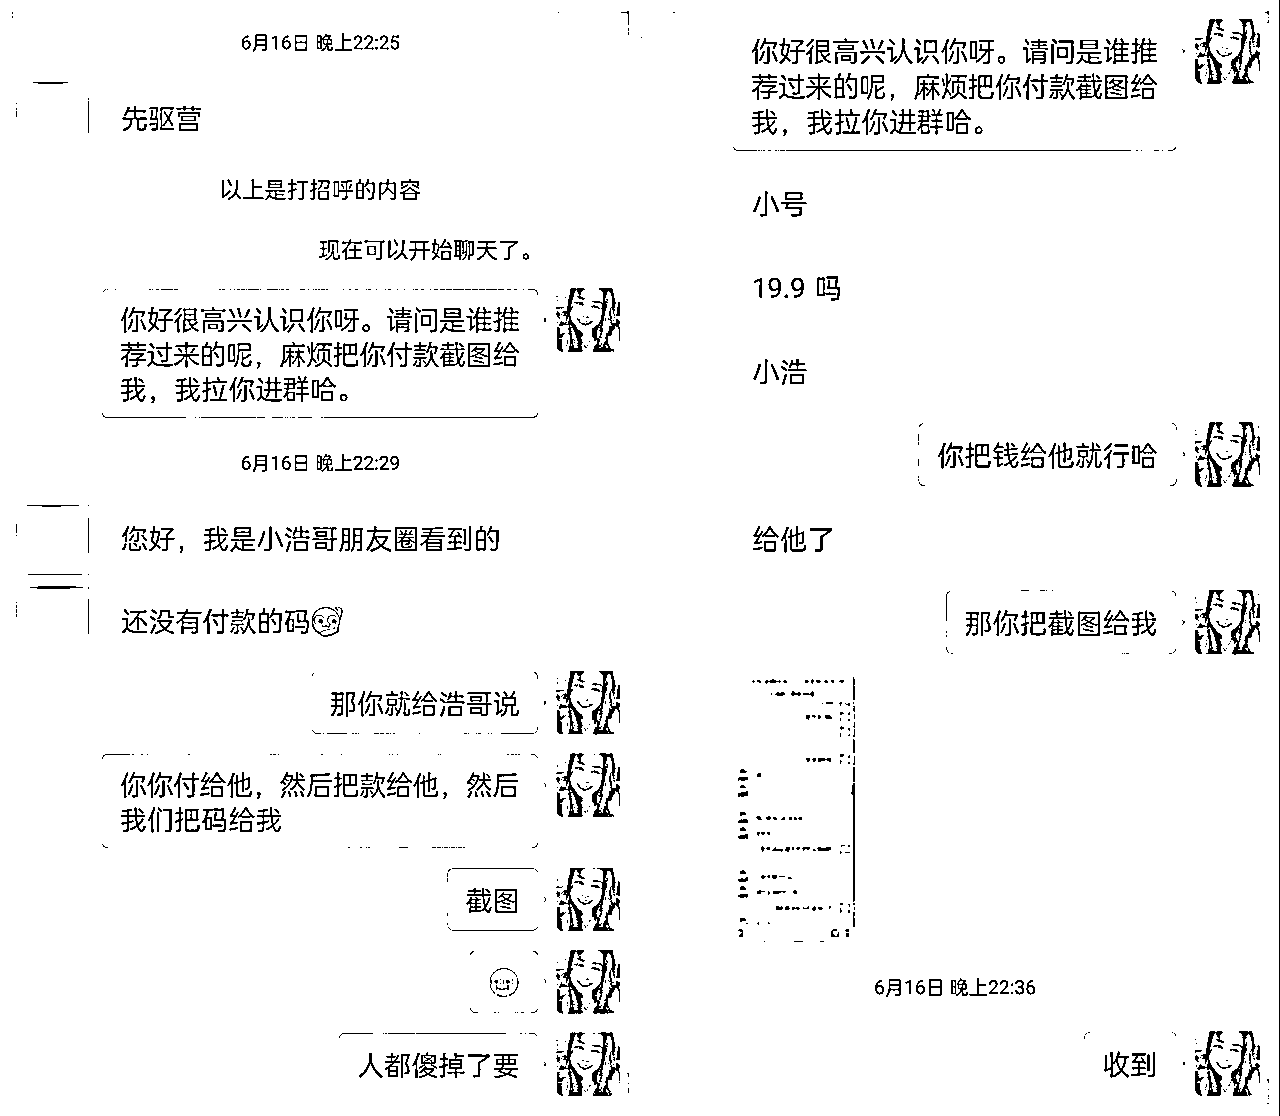 6月16日 晚上22:25
先驱营
以上是打招呼的内容
现在可以开始聊天了。
你好很高兴认识你呀。请问是谁推
荐过来的呢，麻烦把你付款截图给
我，我拉你进群哈。
6月16日 晚上22:29
您好，我是小浩哥朋友圈看到的
还没有付款的码
那你就给浩哥说
你你付给他，然后把款给他，然后
我们把码给我
截图
人都傻掉了要
你好很高兴认识你呀。请问是谁推
荐过来的呢，麻烦把你付款截图给
我，我拉你进群哈。
小号
19.9 吗
小浩
你把钱给他就行哈
给他了
那你把截图给我
6月16日 晚上22:36
收到